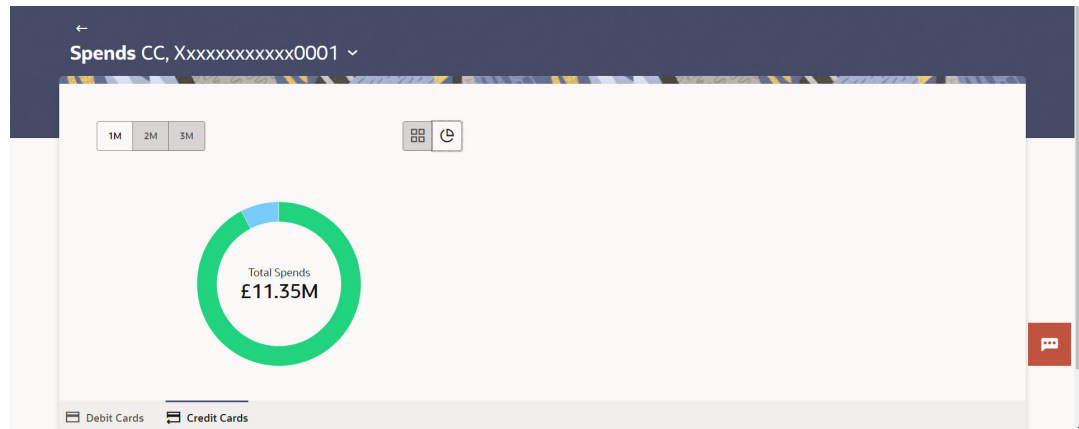 ←
Spends CC, Xxxxxxxxxxxx0001
1M 2M 3M
Total Spends
£11.35M
Debit Cards Credit Cards